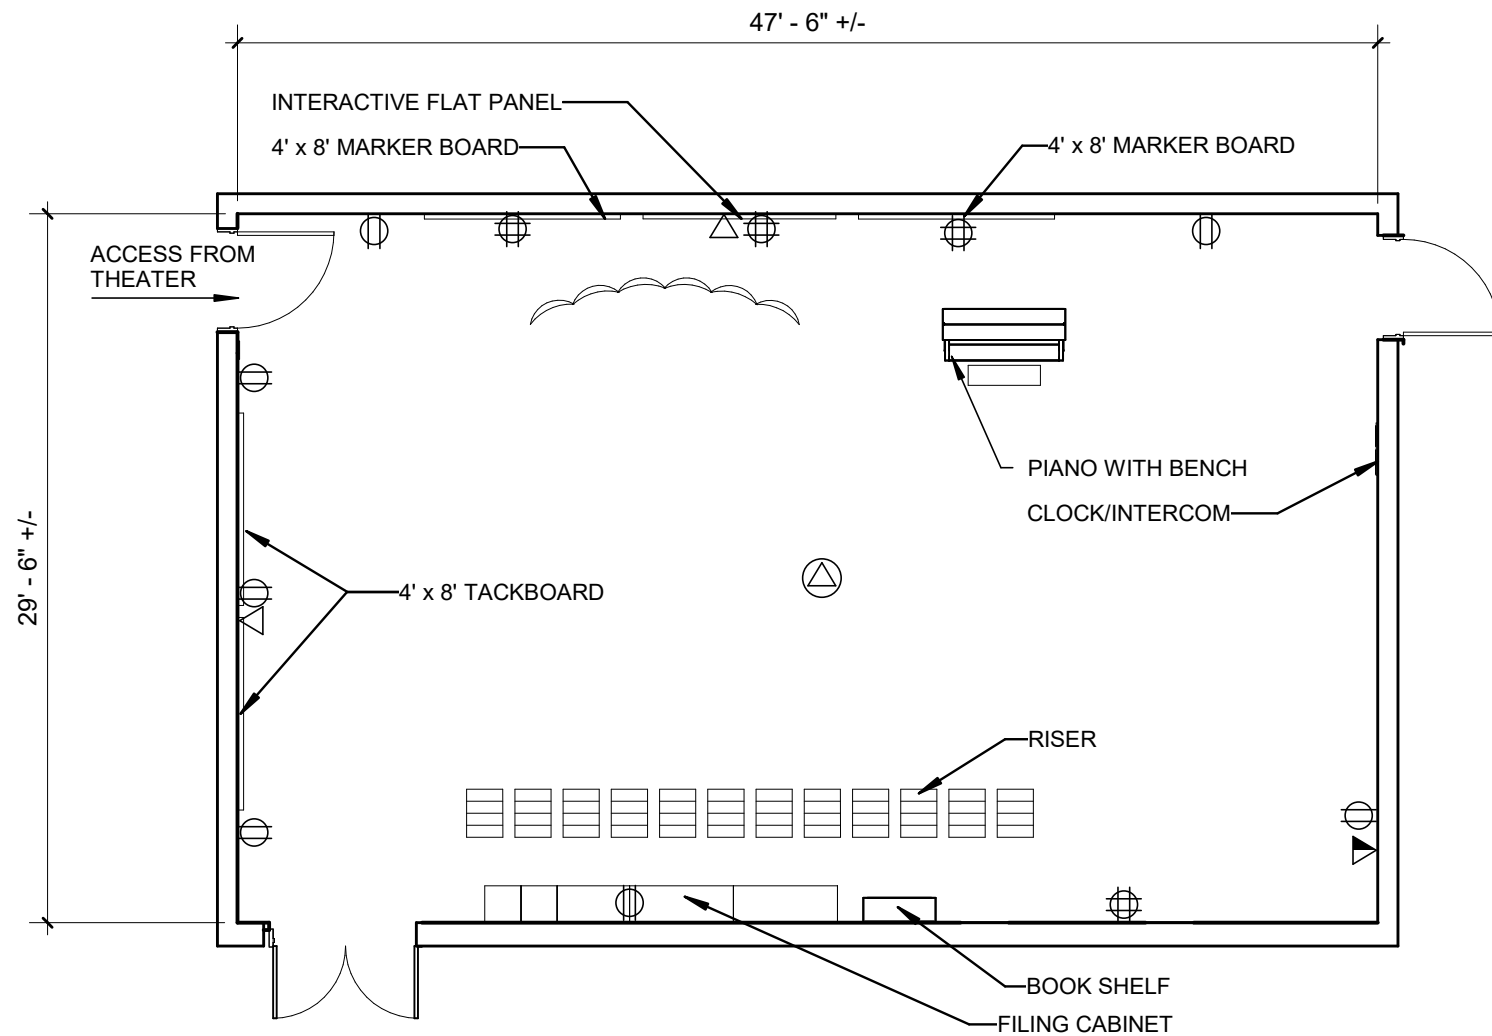 47' - 6" +/-
INTERACTIVE FLAT PANEL
4' x 8' MARKER BOARD
4' x 8' MARKER BOARD
ACCESS FROM
THEATER
PIANO WITH BENCH
CLOCK/INTERCOM
29' - 6" +/-
4' x 8' TACKBOARD
RISER
BOOK SHELF
FILING CABINET